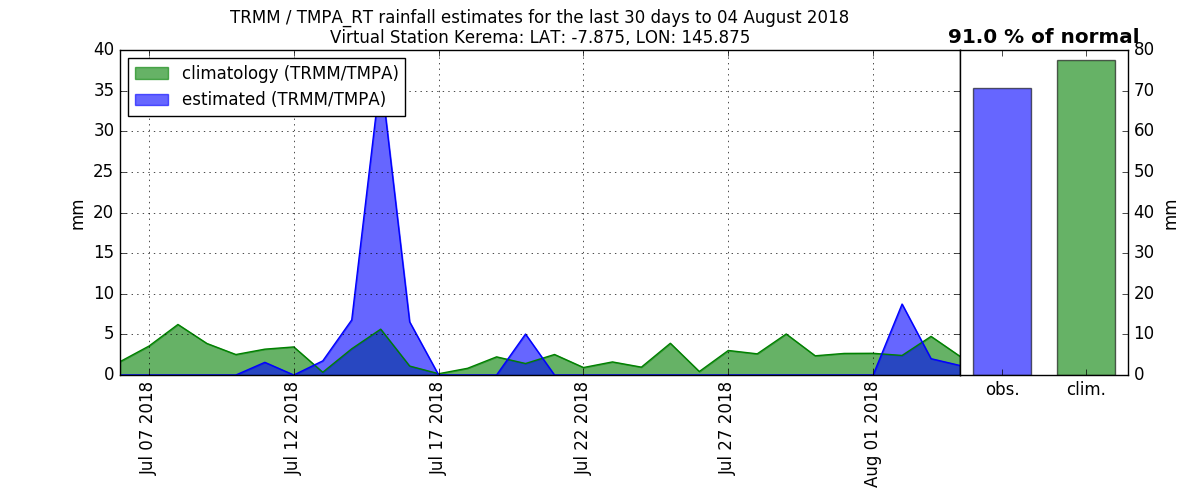 TRMM / TMPA_RT rainfall estimates for the last 30 days to 04 August 2018
Virtual Station Kerema: LAT: -7.875, LON: 145.875
91.0 % of normal
climatology (TRMM/TMPA)
estimated (TRMM/TMPA)
40
35
30
25
20
15
10
5
0
mm
Jul 07 2018
Jul 12 2018
Jul 17 2018
Jul 22 2018
Jul 27 2018
Aug 01 2018
80
70
60
50
40
30
20
10
0
mm
obs.
clim.